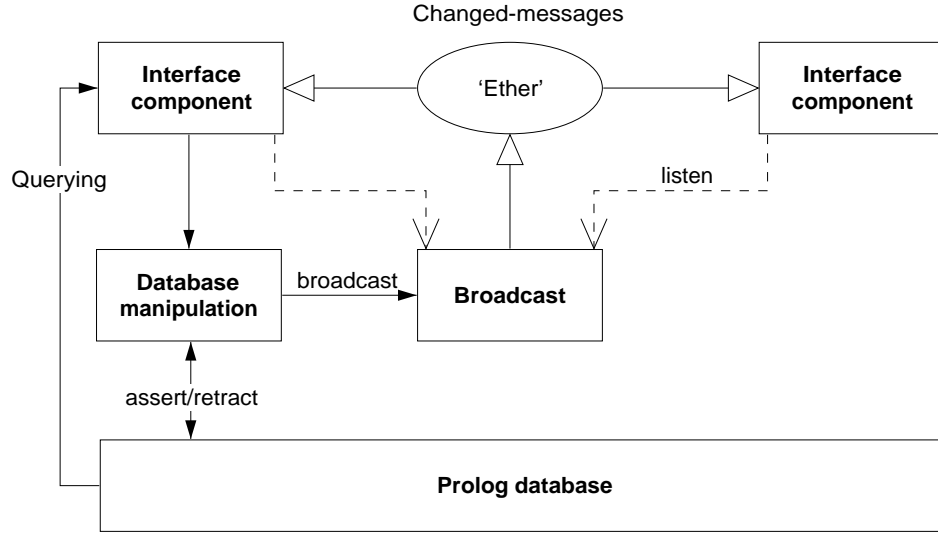 Changed-messages
Interface
component
'Ether'
Interface
component
Querying
listen
Database
manipulation
broadcast
Broadcast
assert/retract
Prolog database